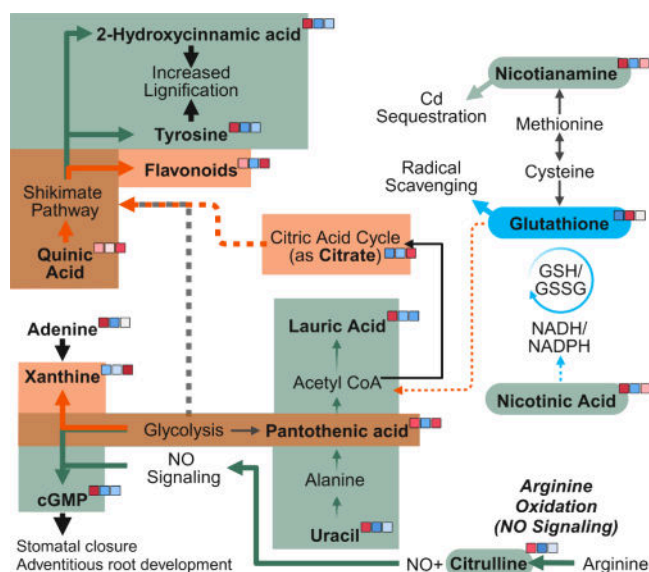 2-Hydroxycinnamic acid
Increased
Lignification
Tyrosine
Flavonoids
Shikimate
Pathway
Quinic
Acid
Citric Acid Cycle
(as Citrate)
Nicotianamine
Cd
Sequestration
Methionine
Cysteine
Radical
Scavenging
Glutathione
GSH/
GSSG
NADH/
NADPH
Nicotinic Acid
Adenine
Xanthine
Lauric Acid
Acetyl CoA
Glycolysis
Pantothenic acid
NO
Signaling
Alanine
cGMP
Uracil
Stomatal closure
Adventitious root development
Arginine
Oxidation
(NO Signaling)
NO+
Citrulline
Arginine